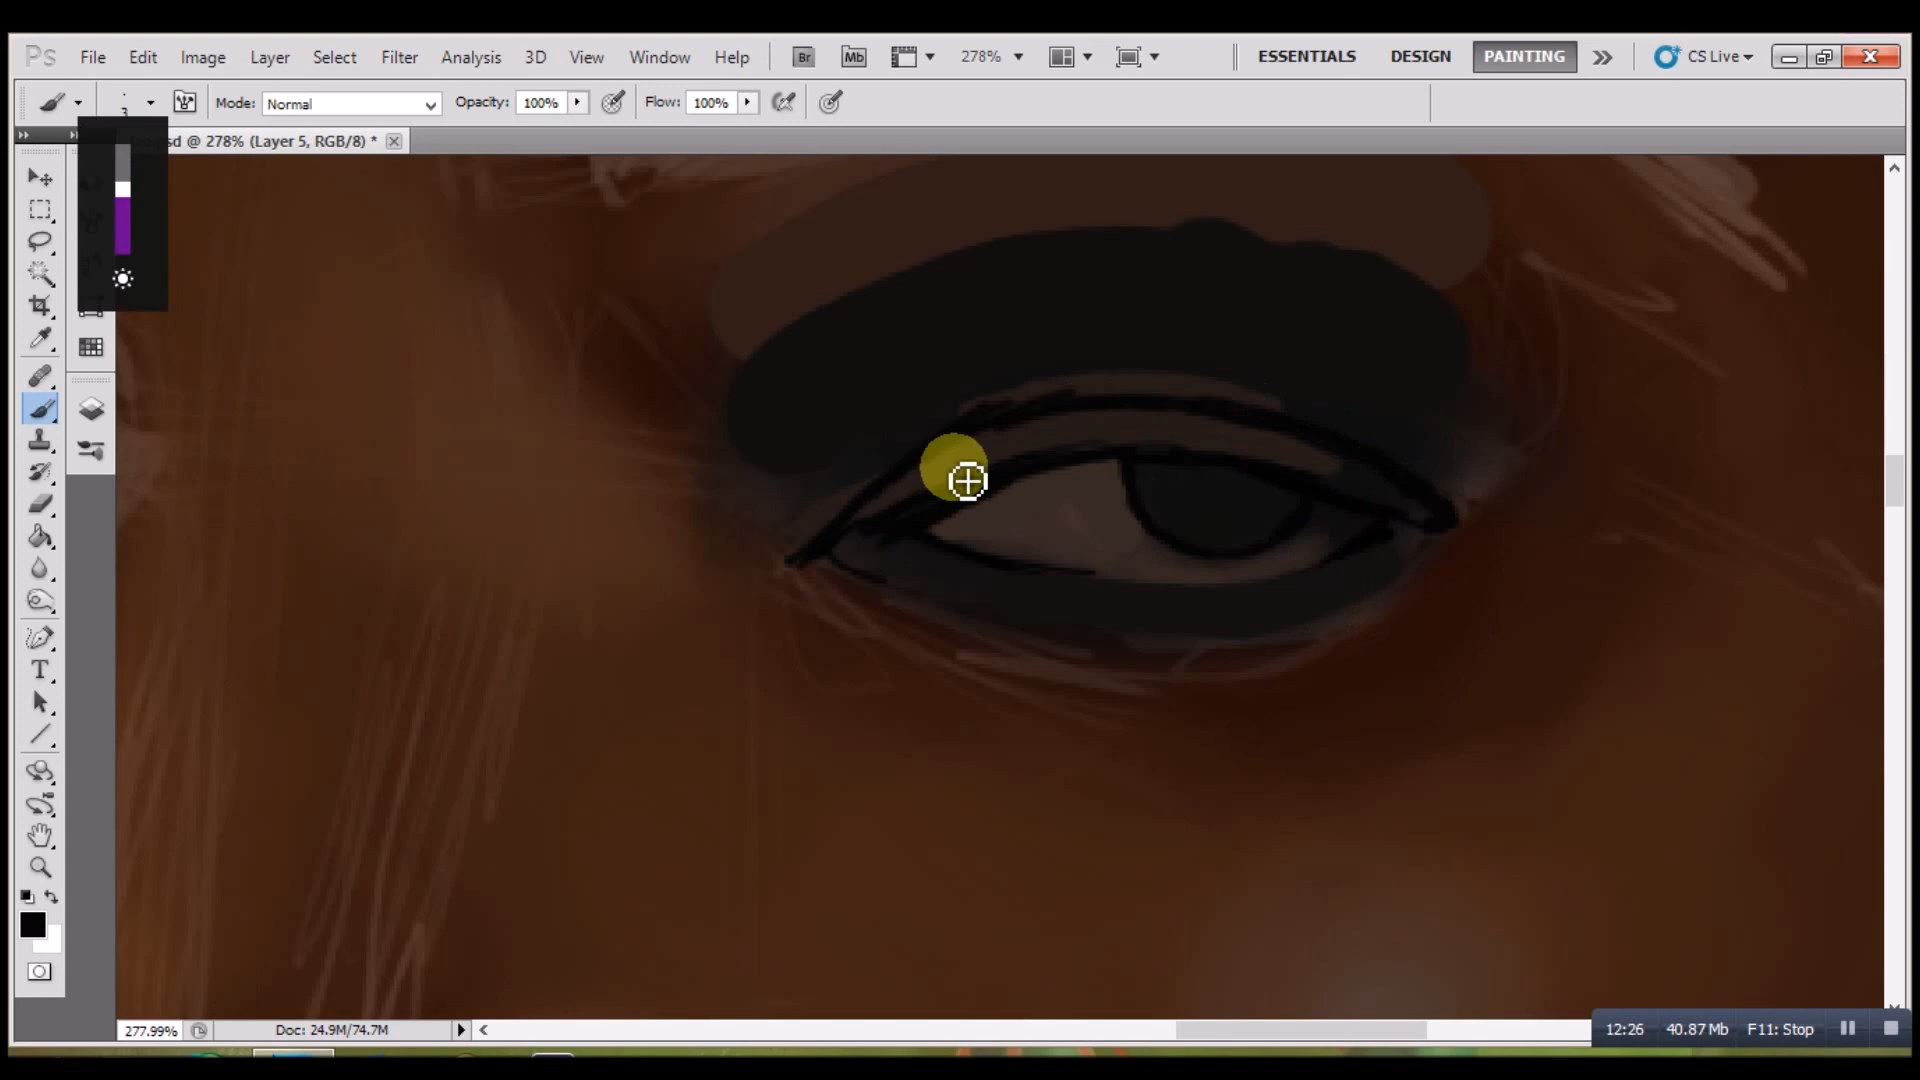 Ps File Edit Image Layer Select Filter Analysis 3D View Window Help Br Mb 278% ESSENTIALS DESIGN PAINTING CS Live
3 Mode: Normal Opacity: 100% Flow: 100%
sd @ 278% (Layer 5, RGB/8) *
T
277.99% Doc: 24.9M/74.7M
12:26 40.87 Mb F11: Stop